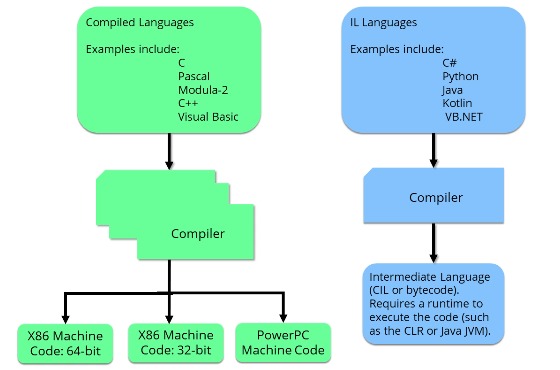 Compiled Languages
Examples include:
C
Pascal
Modula-2
C++
Visual Basic
Compiler
X86 Machine
Code: 64-bit
X86 Machine
Code: 32-bit
PowerPC
Machine Code
IL Languages
Examples include:
C#
Python
Java
Kotlin
VB.NET
Compiler
Intermediate Language
(CIL or bytecode).
Requires a runtime to
execute the code (such
as the CLR or Java JVM).